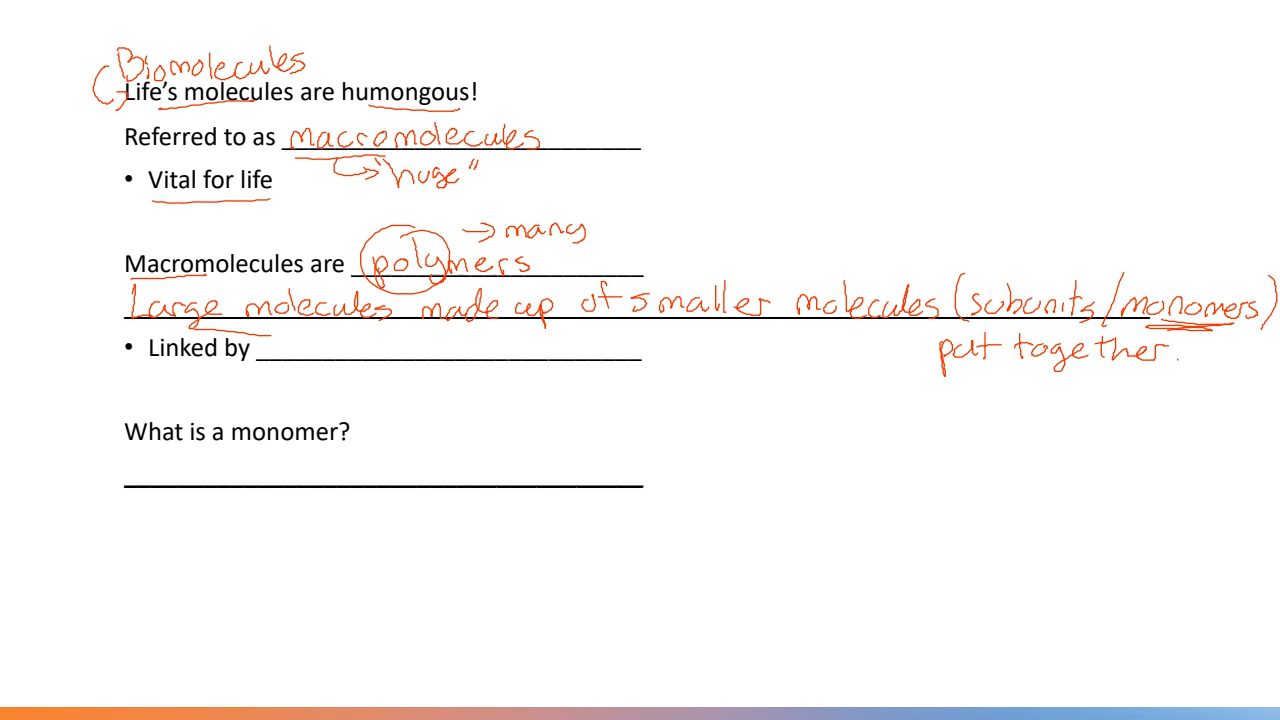 Biomolecules
Life's molecules are humongous!
Referred to as macromolecules
"huge"
• Vital for life
→ many
Macromolecules are polymers
Large molecules made up of smaller molecules (subunits/monomers)
put together.
• Linked by ____________________________
What is a monomer?